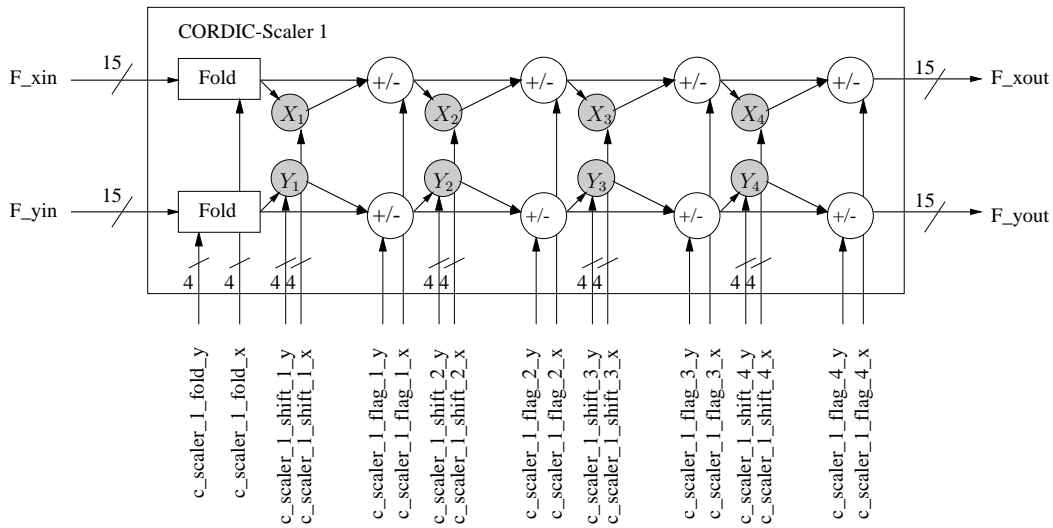 CORDIC-Scaler 1
F_xin
15
Fold
+/-
+/-
+/-
+/-
15
F_xout
X1
X2
X3
X4
Y1
Y2
Y3
Y4
F_yin
15
Fold
+/-
+/-
+/-
+/-
15
F_yout
4
4
4
4
4
4
4
4
4
4
c_scaler_1_fold_y
c_scaler_1_fold_x
c_scaler_1_shift_1_y
c_scaler_1_shift_1_x
c_scaler_1_flag_1_y
c_scaler_1_flag_1_x
c_scaler_1_shift_2_y
c_scaler_1_shift_2_x
c_scaler_1_flag_2_y
c_scaler_1_flag_2_x
c_scaler_1_shift_3_y
c_scaler_1_shift_3_x
c_scaler_1_flag_3_y
c_scaler_1_flag_3_x
c_scaler_1_shift_4_y
c_scaler_1_shift_4_x
c_scaler_1_flag_4_y
c_scaler_1_flag_4_x